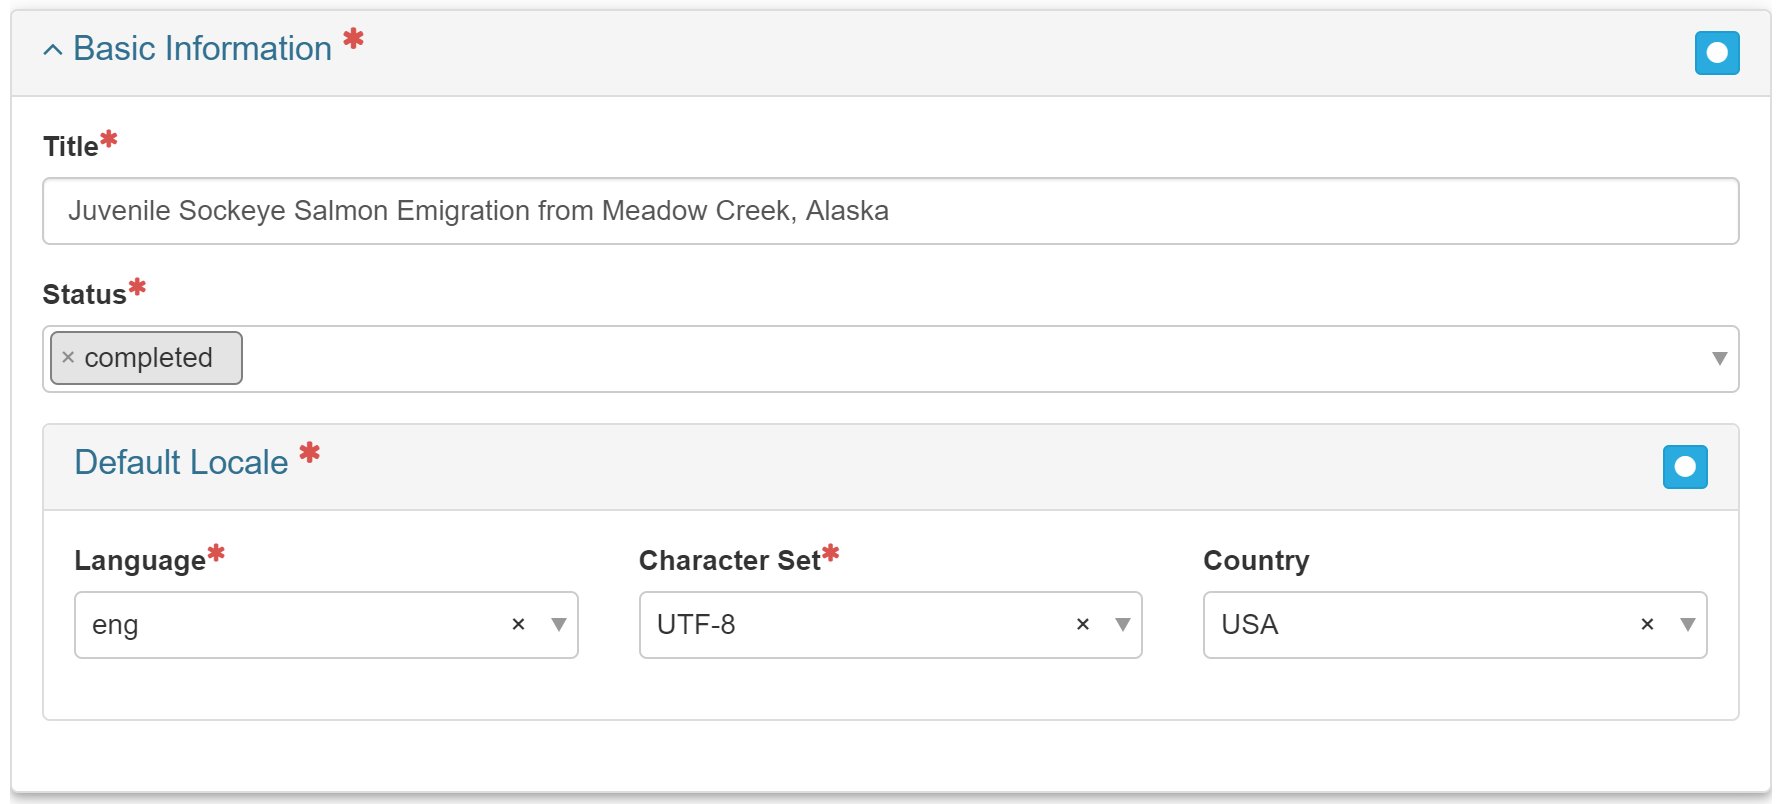 Basic Information *
Title*
Juvenile Sockeye Salmon Emigration from Meadow Creek, Alaska
Status*
× completed
Default Locale *
Language* Character Set* Country
eng × UTF-8 × USA ×